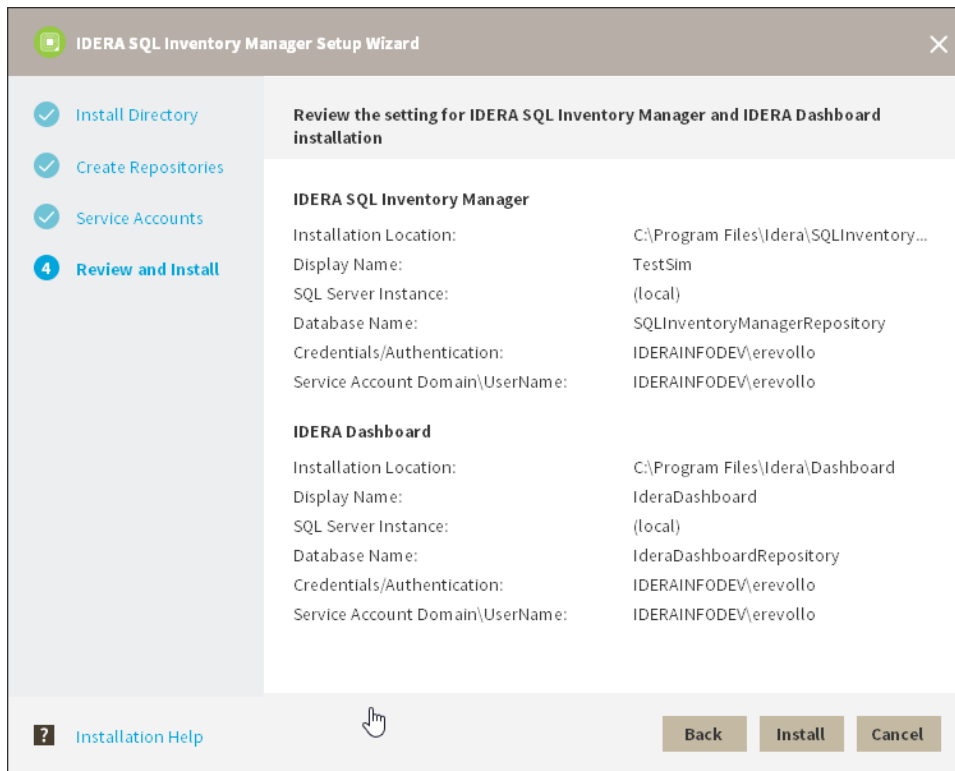 IDERA SQL Inventory Manager Setup Wizard
Install Directory
Create Repositories
Service Accounts
4 Review and Install
Review the setting for IDERA SQL Inventory Manager and IDERA Dashboard
installation
IDERA SQL Inventory Manager
Installation Location: C:\Program Files\Idera\SQLInventory...
Display Name: TestSim
SQL Server Instance: (local)
Database Name: SQLInventoryManagerRepository
Credentials/Authentication: IDERAINFODEV\erevollo
Service Account Domain\UserName: IDERAINFODEV\erevollo
IDERA Dashboard
Installation Location: C:\Program Files\Idera\Dashboard
Display Name: IderaDashboard
SQL Server Instance: (local)
Database Name: IderaDashboardRepository
Credentials/Authentication: IDERAINFODEV\erevollo
Service Account Domain\UserName: IDERAINFODEV\erevollo
? Installation Help
Back Install Cancel